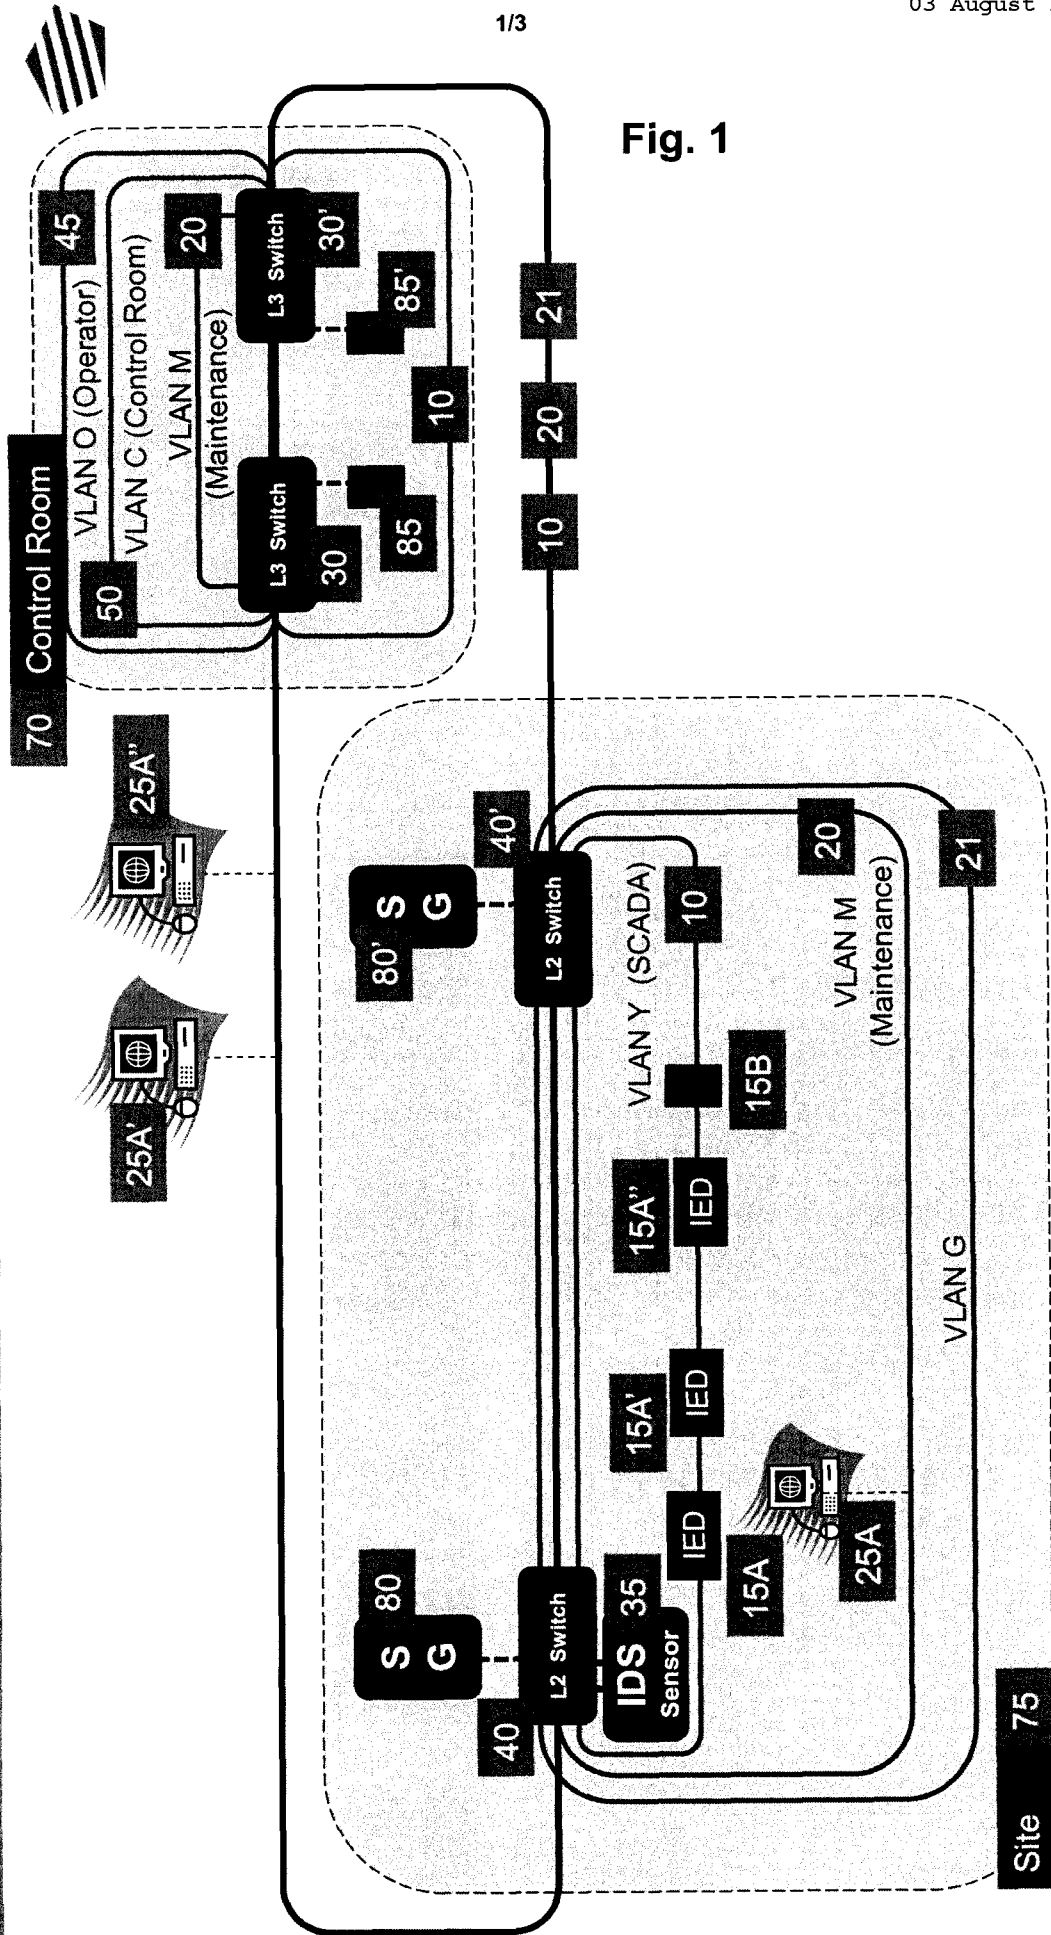 1/3
03 August
Fig. 1
70 Control Room
45
VLAN O (Operator)
50
VLAN C (Control Room)
20
VLAN M
(Maintenance)
L3 Switch
30
L3 Switch
30'
85
85'
10
10
20
21
25A'
25A"
80
S
G
80'
S
G
40
L2 Switch
40'
L2 Switch
IDS
Sensor
35
VLAN Y (SCADA)
10
15A
IED
15A'
IED
15A"
IED
15B
25A
VLAN M
(Maintenance)
20
VLAN G
21
Site 75